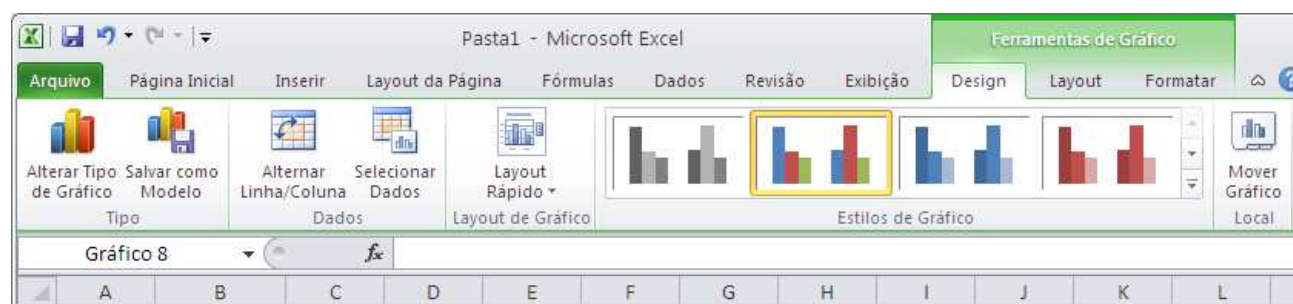 Pasta1 - Microsoft Excel
Ferramentas de Gráfico
Arquivo Página Inicial Inserir Layout da Página Fórmulas Dados Revisão Exibição Design Layout Formatar
Alterar Tipo Salvar como Alternar Selecionar Layout Mover
de Gráfico Modelo Linha/Coluna Dados Rápido Gráfico
Tipo Dados Layout de Gráfico Estilos de Gráfico Local
Gráfico 8 fx
A B C D E F G H I J K L